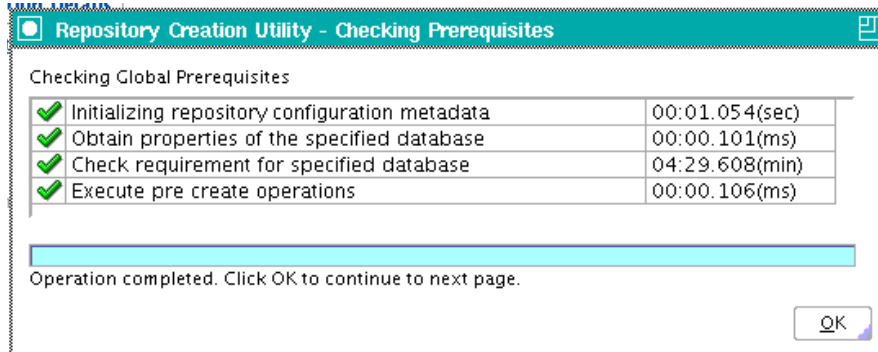 Repository Creation Utility - Checking Prerequisites
Checking Global Prerequisites
Initializing repository configuration metadata 00:01.054(sec)
Obtain properties of the specified database 00:00.101(ms)
Check requirement for specified database 04:29.608(min)
Execute pre create operations 00:00.106(ms)
Operation completed. Click OK to continue to next page.
OK